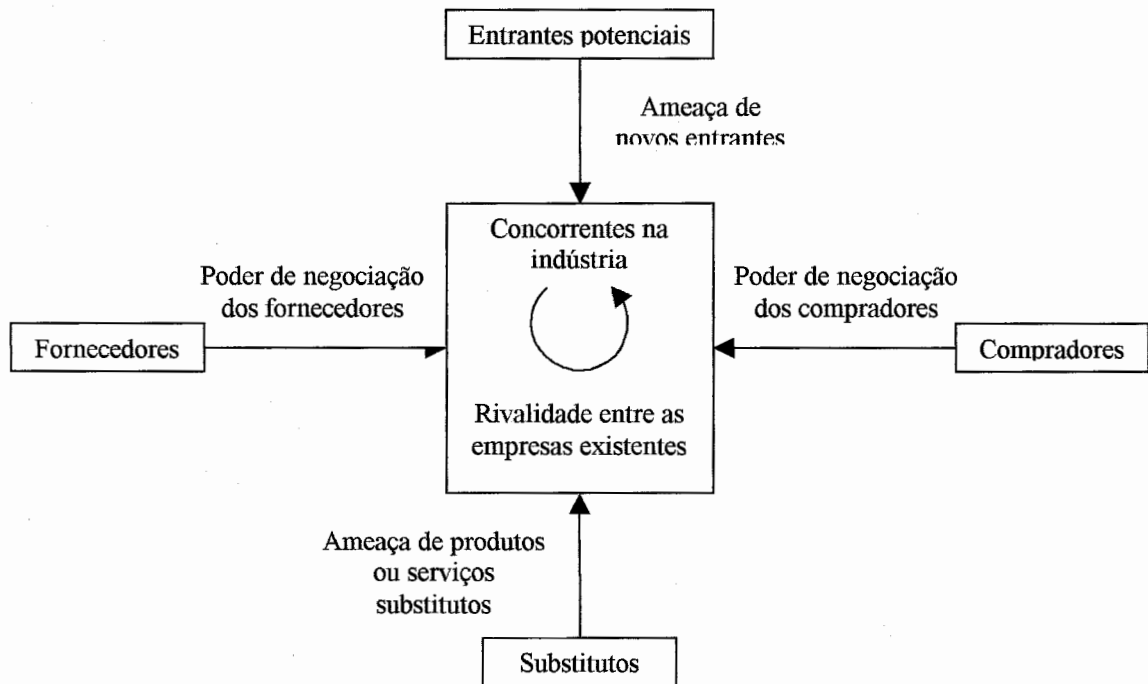 Entrantes potenciais
Ameaça de
novos entrantes
Concorrentes na
indústria
Poder de negociação
dos fornecedores
Poder de negociação
dos compradores
Fornecedores
Compradores
Rivalidade entre as
empresas existentes
Ameaça de produtos
ou serviços
substitutos
Substitutos